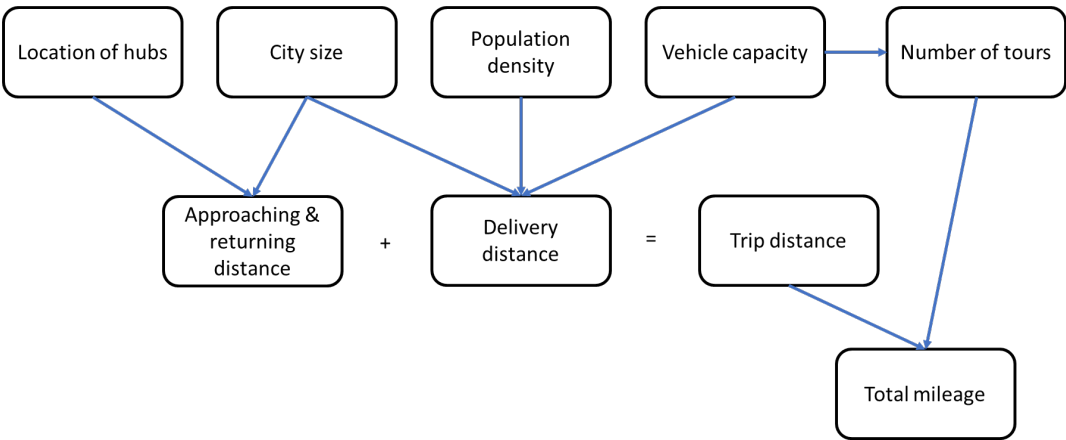 Location of hubs
City size
Population
density
Vehicle capacity
Number of tours
Approaching &
returning
distance
+
Delivery
distance
=
Trip distance
Total mileage